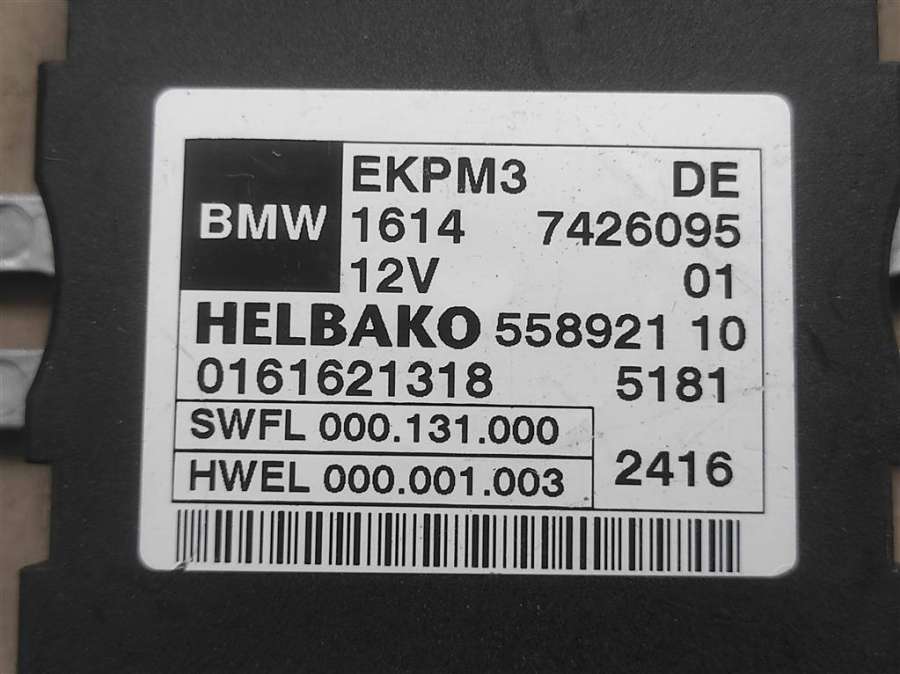 BMW
EKPM3 DE
1614 7426095
12V 01
HELBAKO 558921 10
0161621318 5181
SWFL 000.131.000
HWEL 000.001.003
2416